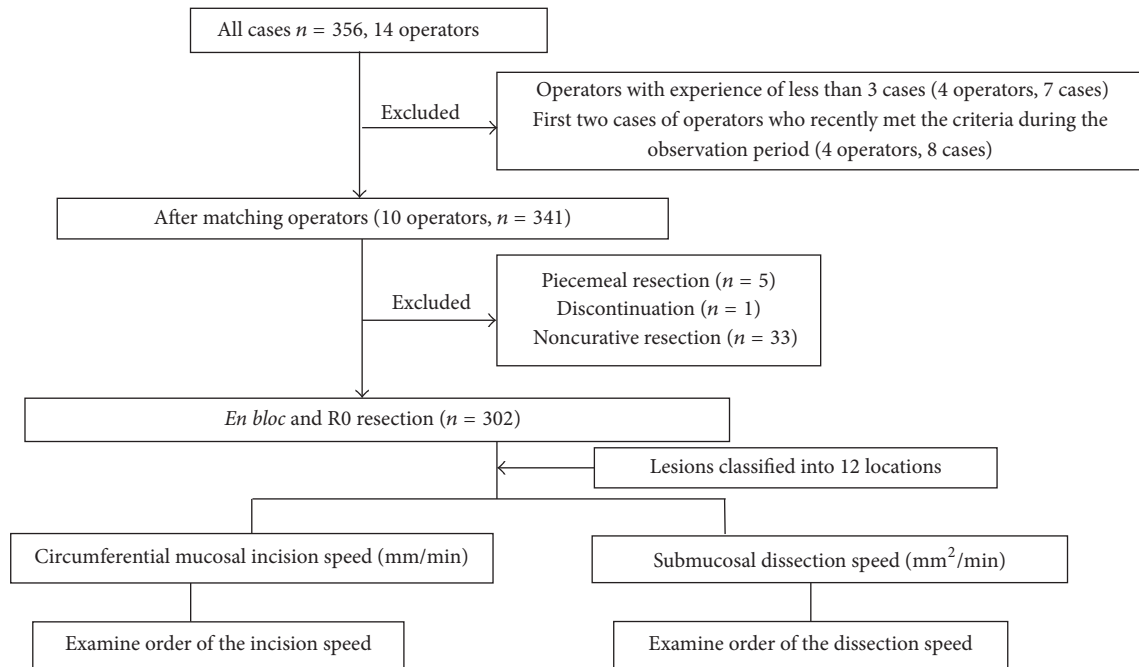 All cases n = 356, 14 operators
Excluded
Operators with experience of less than 3 cases (4 operators, 7 cases)
First two cases of operators who recently met the criteria during the
observation period (4 operators, 8 cases)
After matching operators (10 operators, n = 341)
Excluded
Piecemeal resection (n = 5)
Discontinuation (n = 1)
Noncurative resection (n = 33)
En bloc and R0 resection (n = 302)
Lesions classified into 12 locations
Circumferential mucosal incision speed (mm/min)
Submucosal dissection speed (mm²/min)
Examine order of the incision speed
Examine order of the dissection speed